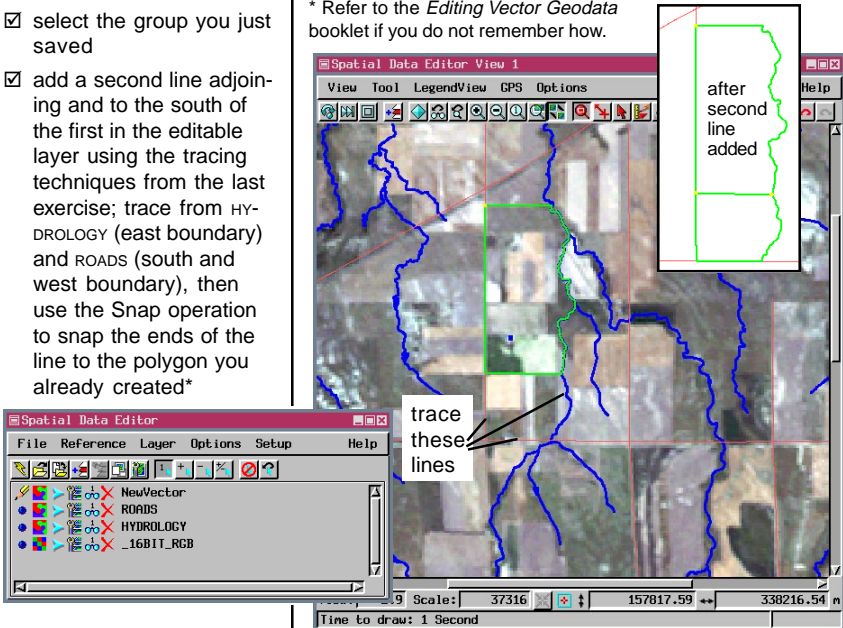 ☑ select the group you just
saved
☑ add a second line adjoin-
ing and to the south of
the first in the editable
layer using the tracing
techniques from the last
exercise; trace from HY-
DROLOGY (east boundary)
and ROADS (south and
west boundary), then
use the Snap operation
to snap the ends of the
line to the polygon you
already created*
* Refer to the Editing Vector Geodata
booklet if you do not remember how.
Spatial Data Editor View 1
View Tool LegendView GPS Options Help
after
second
line
added
trace
these
lines
Scale: 37316 157817.59 338216.54 m
Time to draw: 1 Second
Spatial Data Editor
File Reference Layer Options Setup Help
NewVector
ROADS
HYDROLOGY
_16BIT_RGB